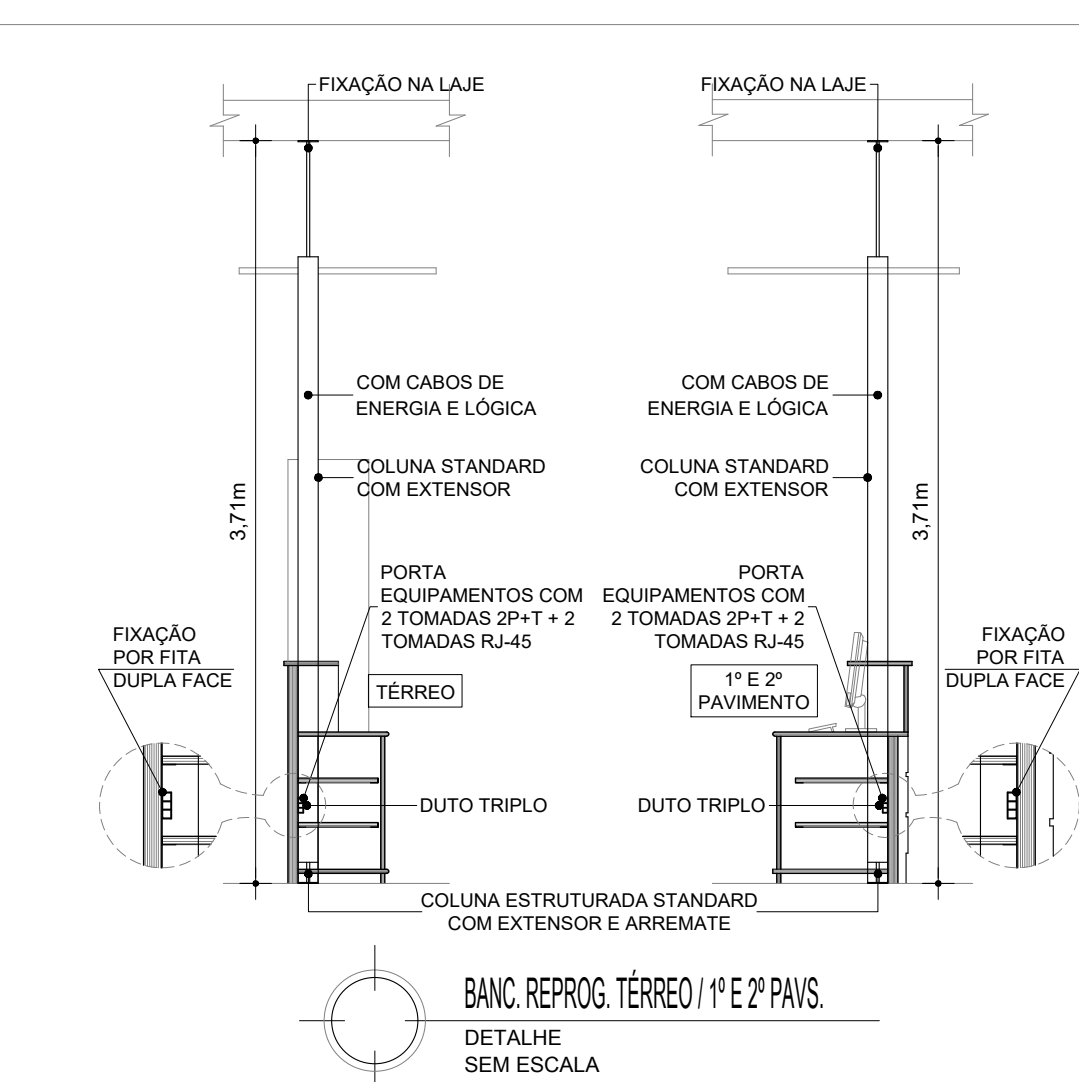 FIXAÇÃO NA LAJE
FIXAÇÃO NA LAJE
COM CABOS DE
ENERGIA E LÓGICA
COM CABOS DE
ENERGIA E LÓGICA
COLUNA STANDARD
COM EXTENSOR
COLUNA STANDARD
COM EXTENSOR
3,71m
3,71m
PORTA
EQUIPAMENTOS COM
2 TOMADAS 2P+T + 2
TOMADAS RJ-45
PORTA
EQUIPAMENTOS COM
2 TOMADAS 2P+T + 2
TOMADAS RJ-45
FIXAÇÃO
POR FITA
DUPLA FACE
TÉRREO
1º E 2º
PAVIMENTO
FIXAÇÃO
POR FITA
DUPLA FACE
DUTO TRIPLO
DUTO TRIPLO
COLUNA ESTRUTURADA STANDARD
COM EXTENSOR E ARREMATE
BANC. REPROG. TÉRREO / 1º E 2º PAVS.
DETALHE
SEM ESCALA